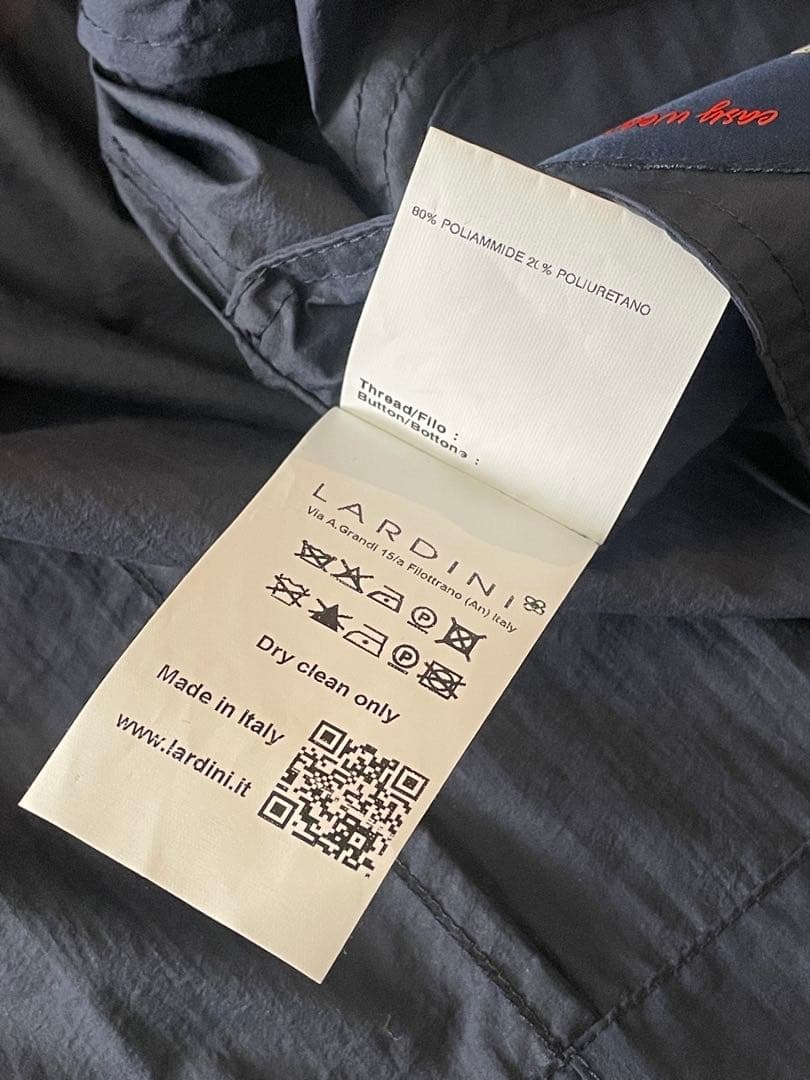 easy
80% POLIAMMIDE 20% POLIURETANO
Thread/Filo :
Button/Bottone :
LARDINI
Via A.Grandi 15/a Filottrano (An) Italy
P
P
Dry clean only
Made in Italy
www.lardini.it